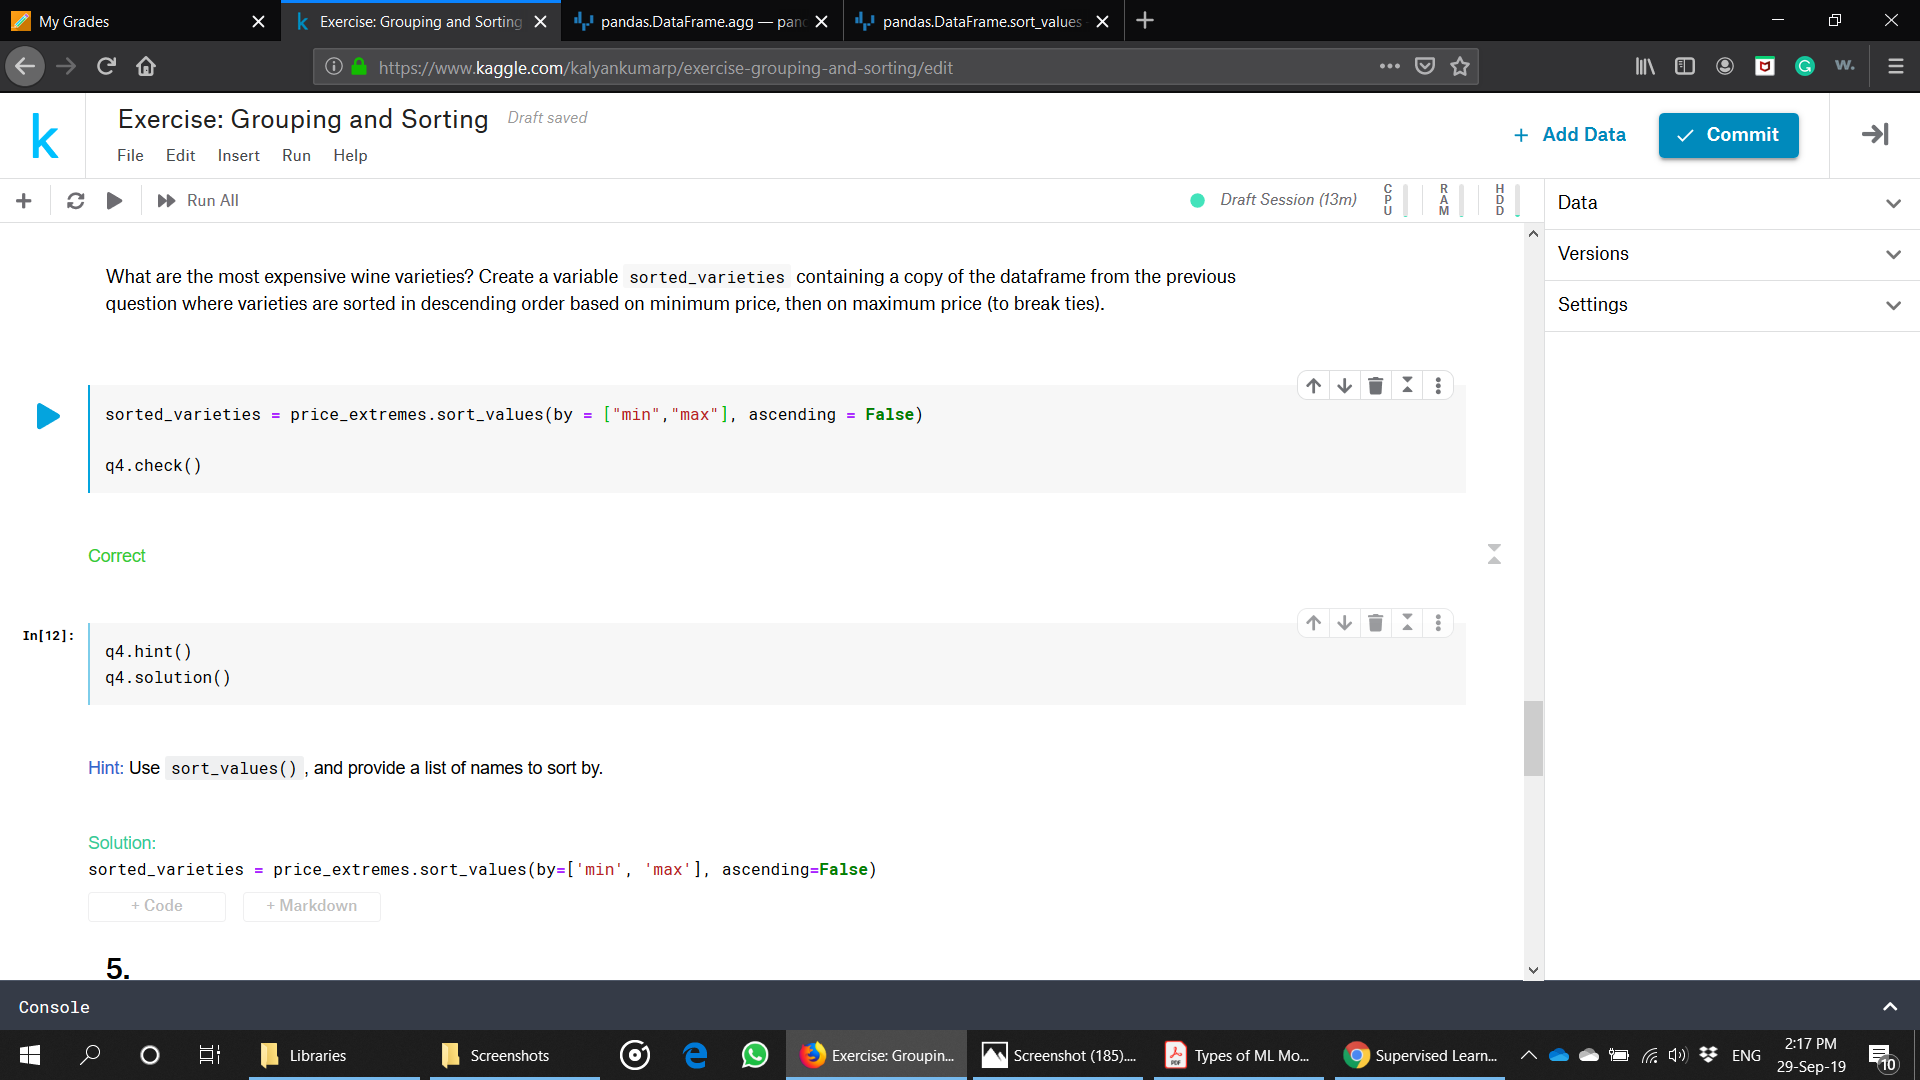 My Grades
Exercise: Grouping and Sorting
pandas.DataFrame.agg — pan
pandas.DataFrame.sort_values
https://www.kaggle.com/kalyankumarp/exercise-grouping-and-sorting/edit
w.
k
Exercise: Grouping and Sorting
Draft saved
File Edit Insert Run Help
+ Add Data
Commit
Run All
Draft Session (13m)
CPU
RAM
HDD
Data
Versions
Settings
What are the most expensive wine varieties? Create a variable sorted_varieties containing a copy of the dataframe from the previous
question where varieties are sorted in descending order based on minimum price, then on maximum price (to break ties).
sorted_varieties = price_extremes.sort_values(by = ["min","max"], ascending = False)
q4.check()
Correct
In[12]:
q4.hint()
q4.solution()
Hint: Use sort_values() , and provide a list of names to sort by.
Solution:
sorted_varieties = price_extremes.sort_values(by=['min', 'max'], ascending=False)
+ Code
+ Markdown
5.
Console
Libraries
Screenshots
Exercise: Groupin...
Screenshot (185)....
Types of ML Mo...
Supervised Learn...
ENG
2:17 PM
29-Sep-19
10